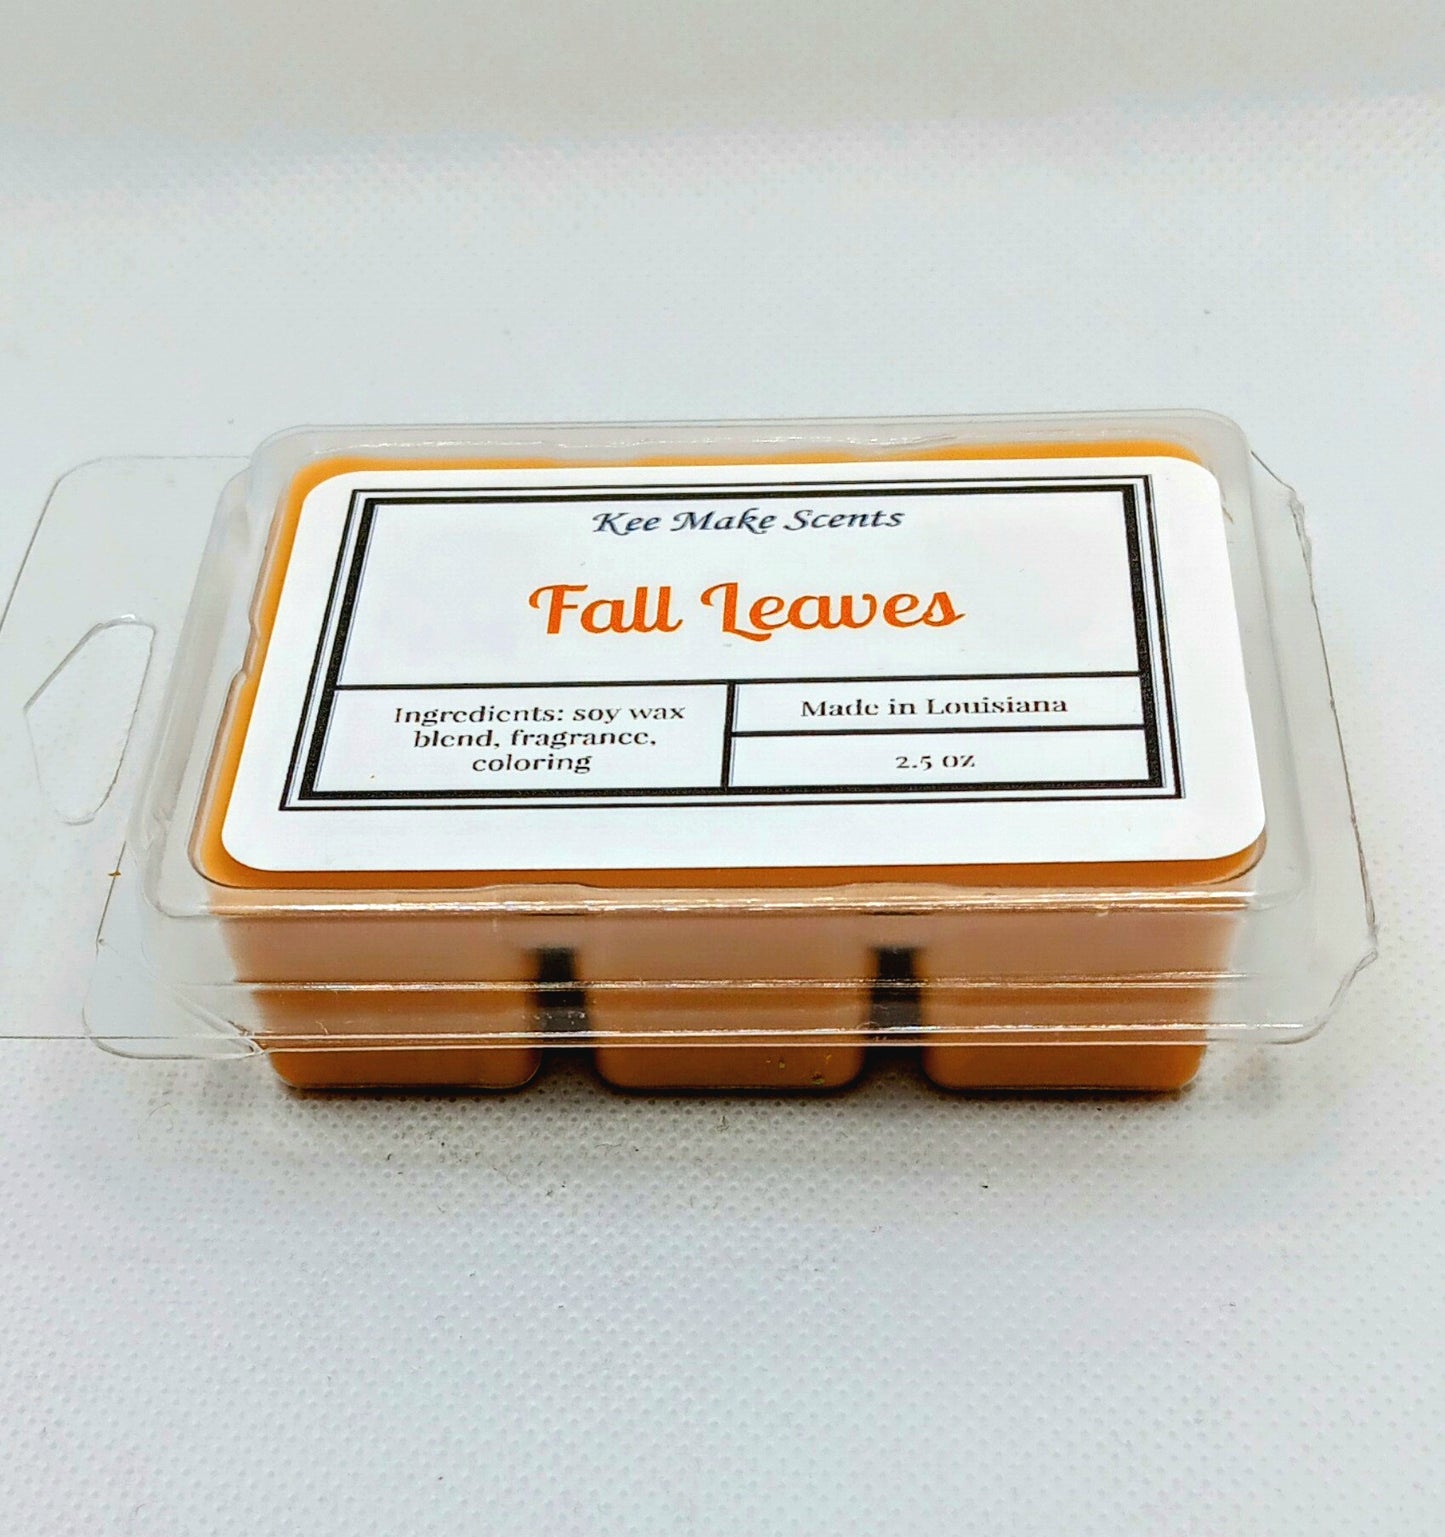 Kee Make Scents
Fall Leaves
Ingredients: soy wax
blend, fragrance,
coloring
Made in Louisiana
2.5 oz